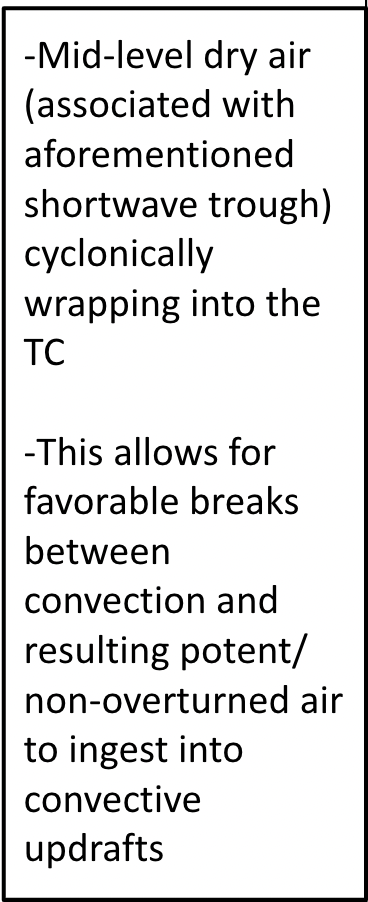 -Mid-level dry air
(associated with
aforementioned
shortwave trough)
cyclonically
wrapping into the
TC
-This allows for
favorable breaks
between
convection and
resulting potent/
non-overturned air
to ingest into
convective
updrafts